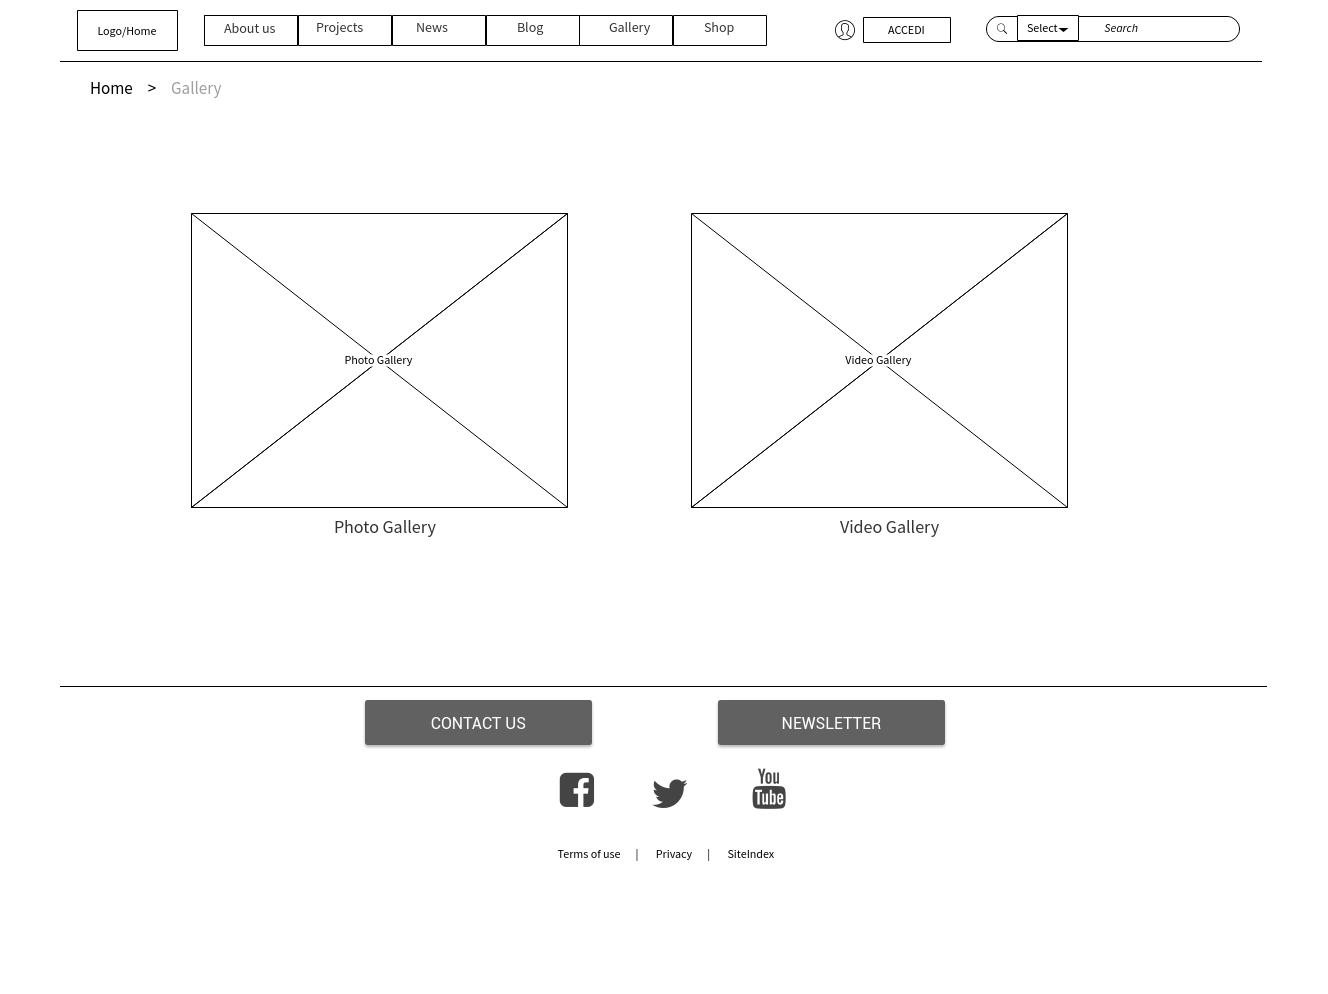 Logo/Home About us Projects News Blog Gallery Shop ACCEDI Select Search
Home > Gallery
Photo Gallery Video Gallery
Photo Gallery Video Gallery
CONTACT US NEWSLETTER
You
Tube
Terms of use | Privacy | SiteIndex